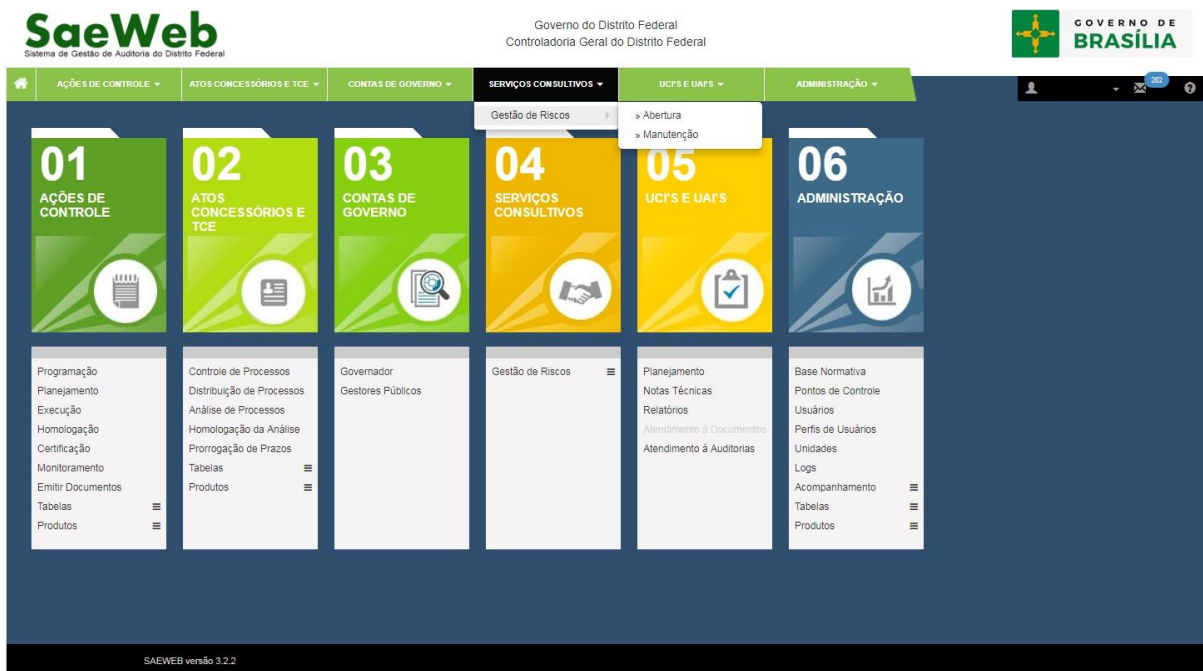 SaeWeb
Sistema de Gestão de Auditoria do Distrito Federal
Governo do Distrito Federal
Controladoria Geral do Distrito Federal
GOVERNO DE
BRASÍLIA
AÇÕES DE CONTROLE
ATOS CONCESSÓRIOS E TCE
CONTAS DE GOVERNO
SERVIÇOS CONSULTIVOS
UCI'S E UAI'S
ADMINISTRAÇÃO
202
Gestão de Riscos
» Abertura
» Manutenção
01
AÇÕES DE
CONTROLE
02
ATOS
CONCESSÓRIOS E
TCE
03
CONTAS DE
GOVERNO
04
SERVIÇOS
CONSULTIVOS
05
UCI'S E UAI'S
06
ADMINISTRAÇÃO
Programação
Planejamento
Execução
Homologação
Certificação
Monitoramento
Emitir Documentos
Tabelas
Produtos
Controle de Processos
Distribuição de Processos
Análise de Processos
Homologação da Análise
Prorrogação de Prazos
Tabelas
Produtos
Governador
Gestores Públicos
Gestão de Riscos
Planejamento
Notas Técnicas
Relatórios
Atendimento á Documentos
Atendimento á Auditorias
Base Normativa
Pontos de Controle
Usuários
Perfis de Usuários
Unidades
Logs
Acompanhamento
Tabelas
Produtos
SAEWEB versão 3.2.2